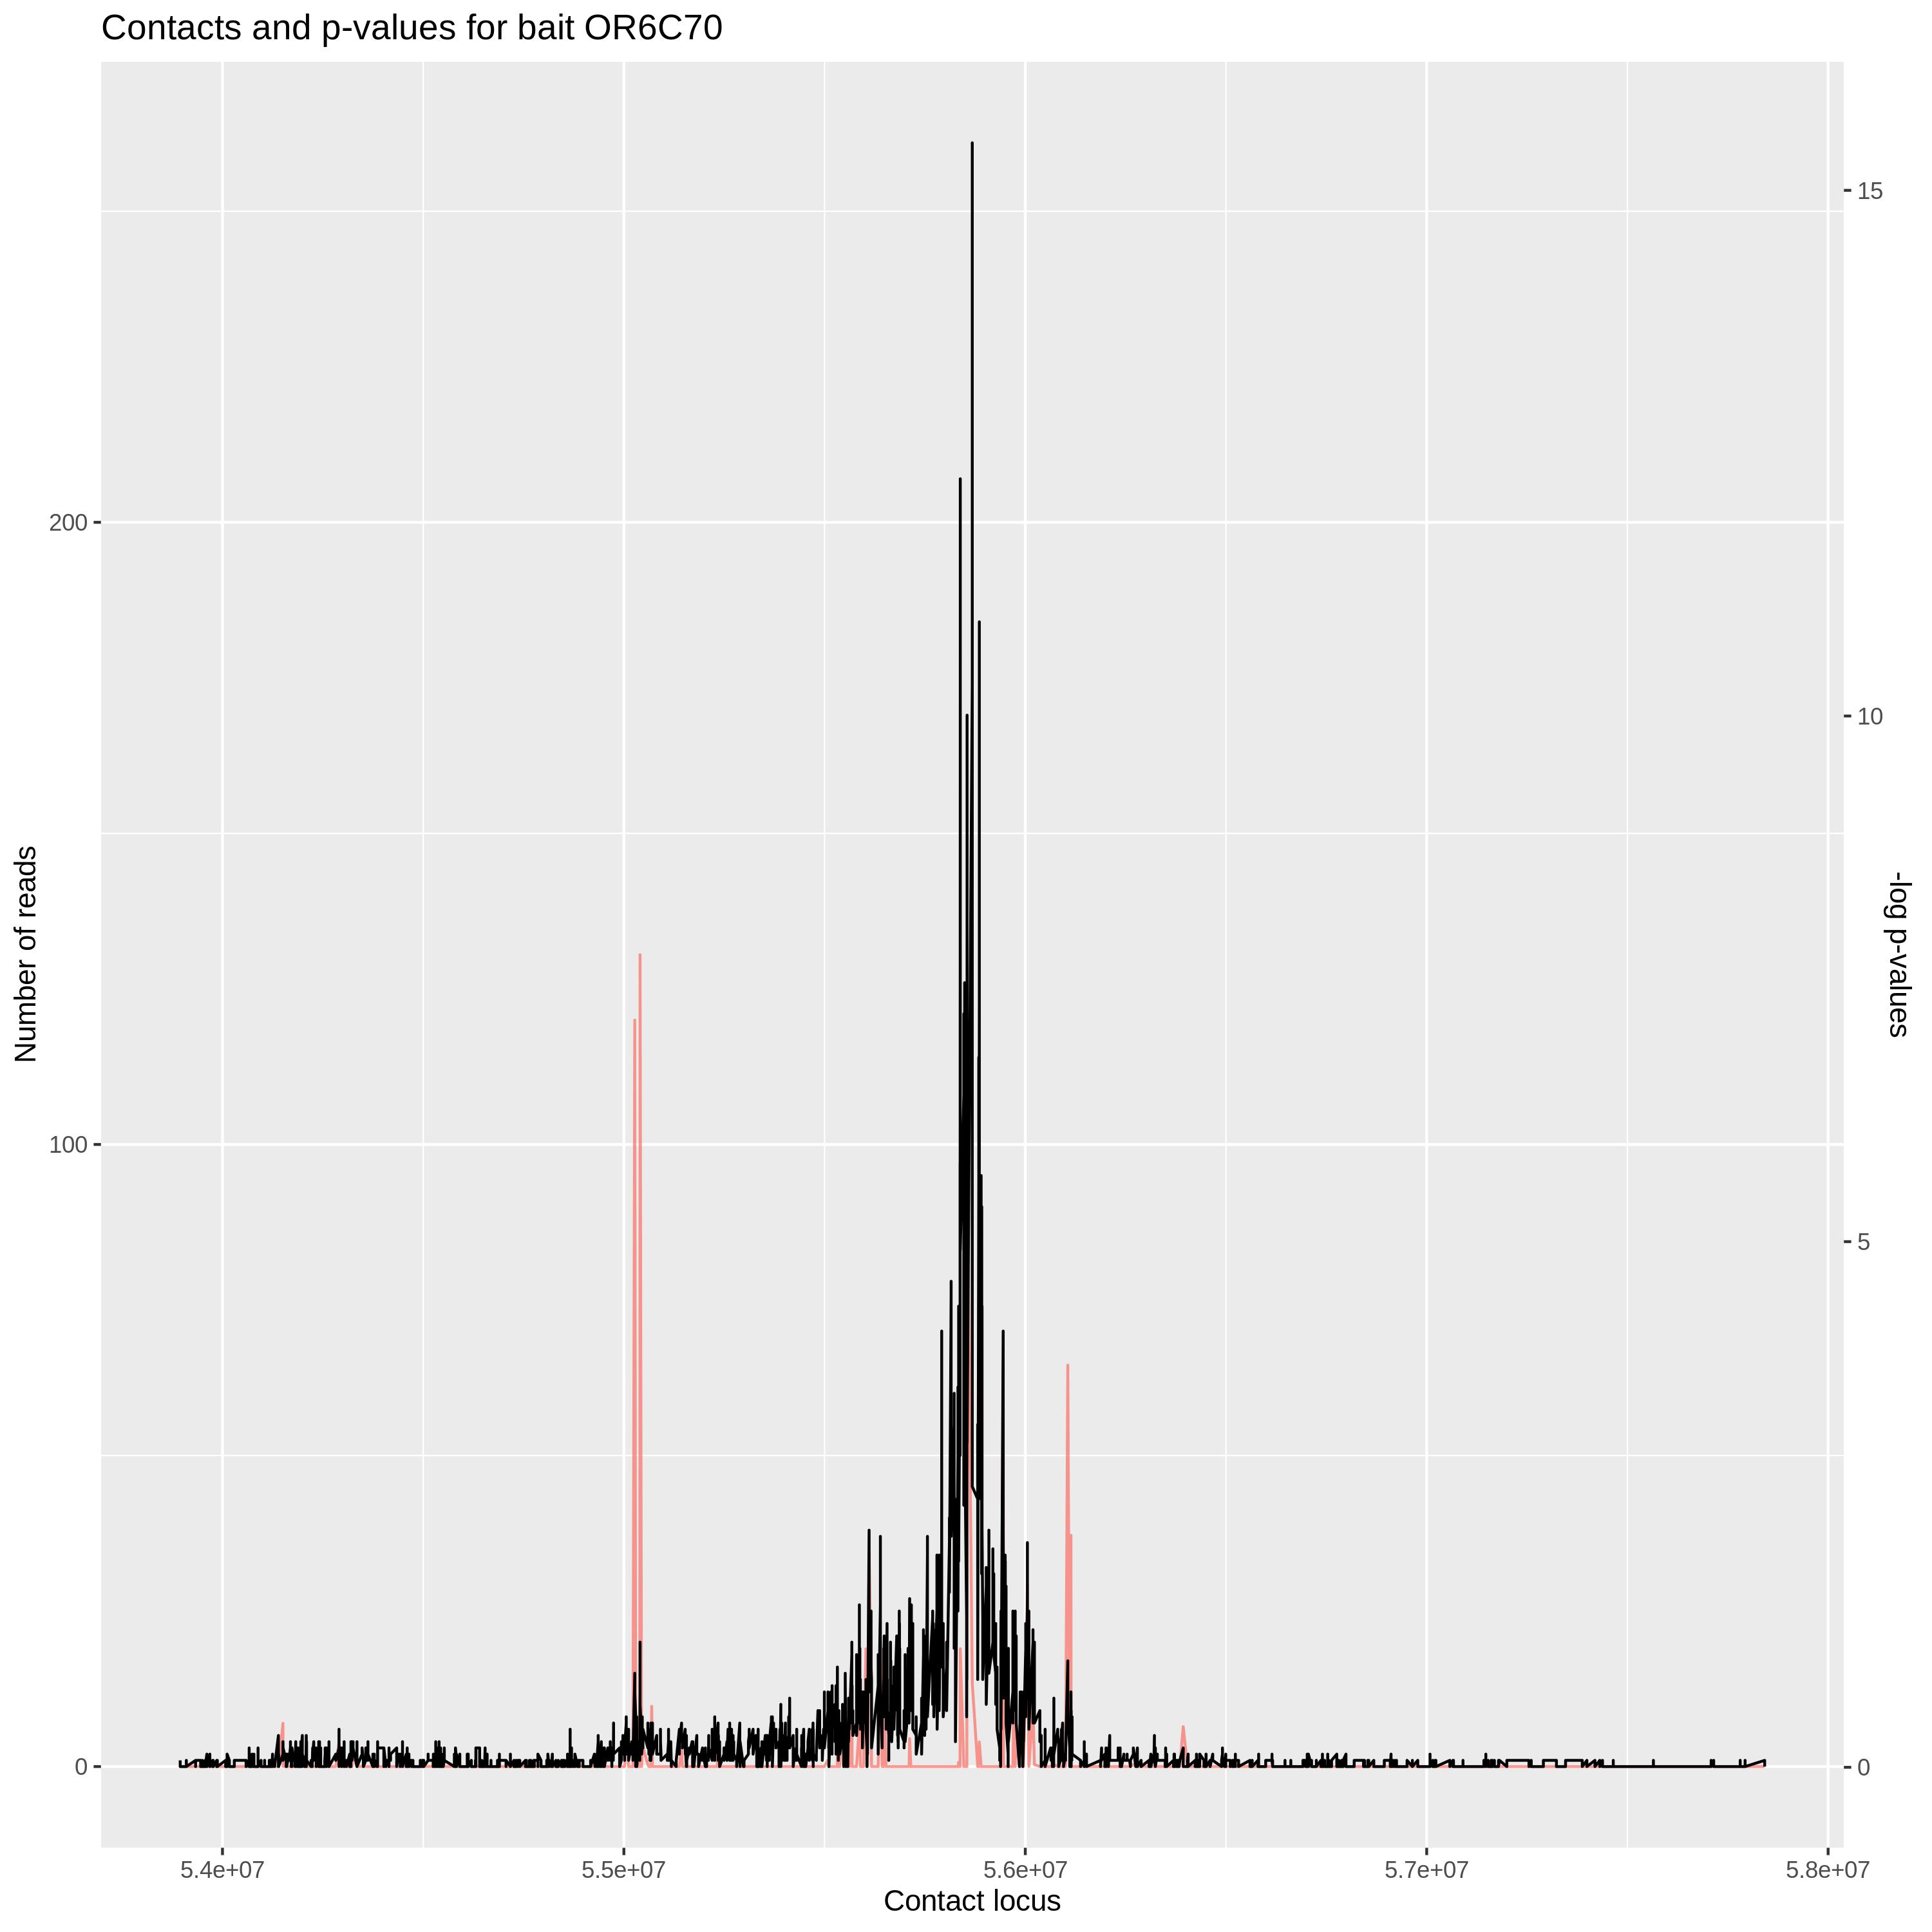 Contacts and p-values for bait OR6C70
200
100
0
Number of reads
15
10
5
0
-log p-values
5.4e+07
5.5e+07
5.6e+07
5.7e+07
5.8e+07
Contact locus